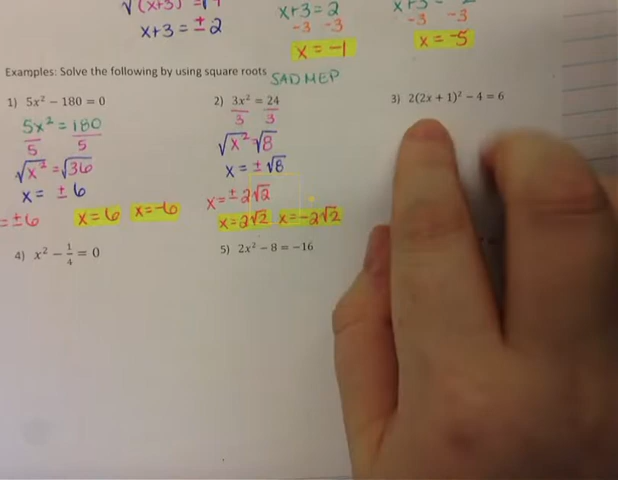 √(x+3)
x+3 = 2
x+3
x+3 = ± 2
-3 -3
-3 -3
x = -1
x = -5
Examples: Solve the following by using square roots SADMEP
1) 5x² − 180 = 0
2) 3x² = 24
3) 2(2x + 1)² − 4 = 6
3 3
5x² = 180
5 5
√x² √8
√x² = √36
x = ± √8
x = ± 6
x = ± 2√2
= ± 6
x = 6 x = -6
x = 2√2 x = -2√2
4) x² − 1/4 = 0
5) 2x² − 8 = −16